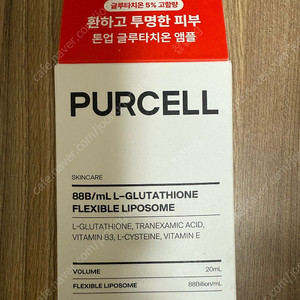 글루타치온 5% 고함량
환하고 투명한 피부
톤업 글루타치온 앰플
PURCELL
SKINCARE
88B/mL L-GLUTATHIONE
FLEXIBLE LIPOSOME
L-GLUTATHIONE, TRANEXAMIC ACID,
VITAMIN B3, L-CYSTEINE, VITAMIN E
VOLUME 20mL
FLEXIBLE LIPOSOME 88Billion/mL